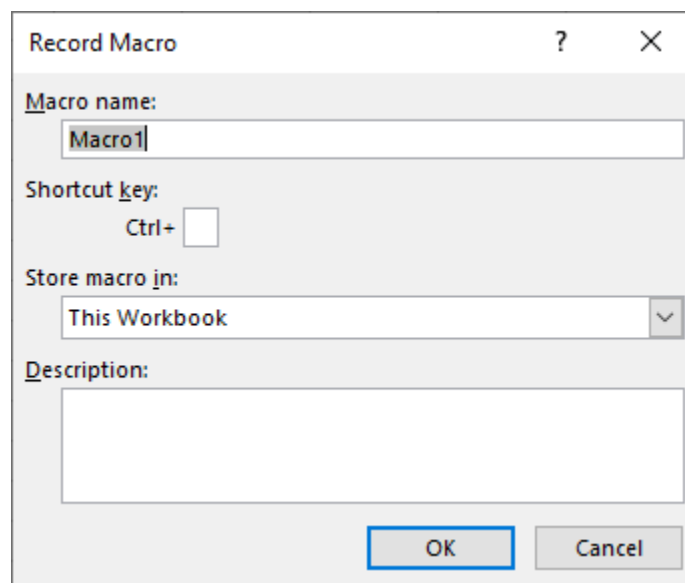 Record Macro ?
Macro name:
Macro1
Shortcut key:
Ctrl+
Store macro in:
This Workbook
Description:
OK Cancel